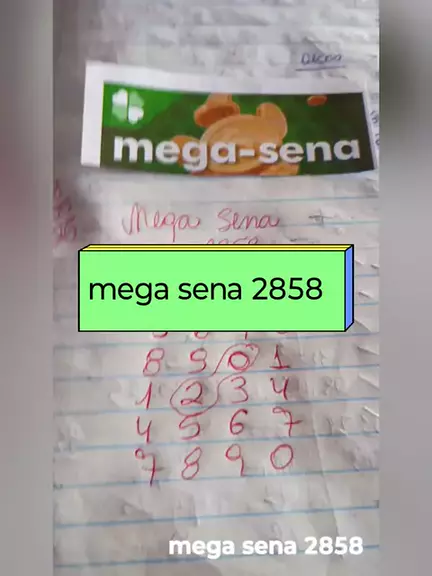 mega-sena
Mega Sena
mega sena 2858
8 9 0 1
1 2 3 4
4 5 6 7
7 8 9 0
mega sena 2858